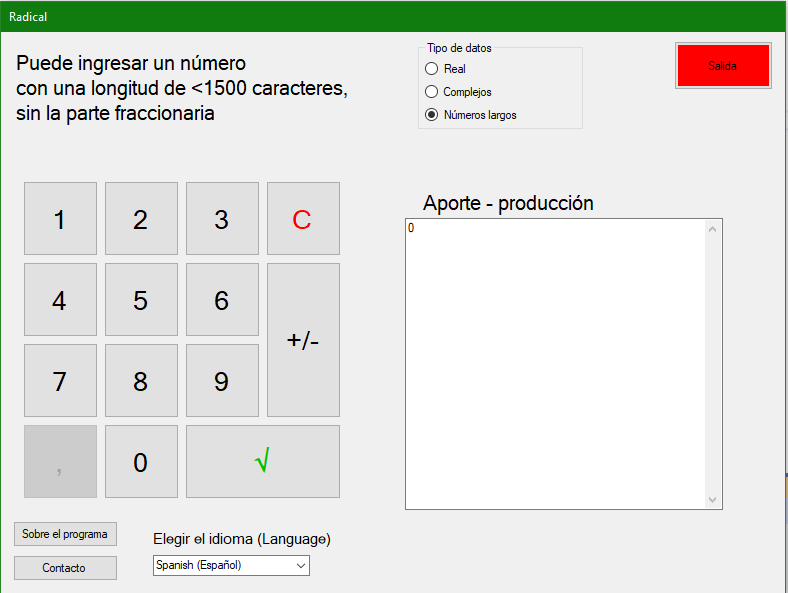 Radical
Puede ingresar un número
con una longitud de <1500 caracteres,
sin la parte fraccionaria
Tipo de datos
Real
Complejos
Números largos
Salida
1
2
3
C
4
5
6
+/-
7
8
9
,
0
√
Aporte - producción
0
Sobre el programa
Contacto
Elegir el idioma (Language)
Spanish (Español)